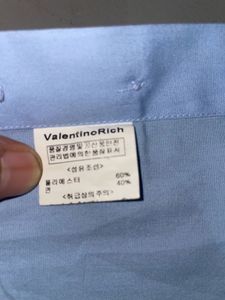 ValentinoRich
품질경영및공산품안전
관리법에의한품질표시
<섬유조성>
폴리에스터 60%
면 40%
<취급상의주의>